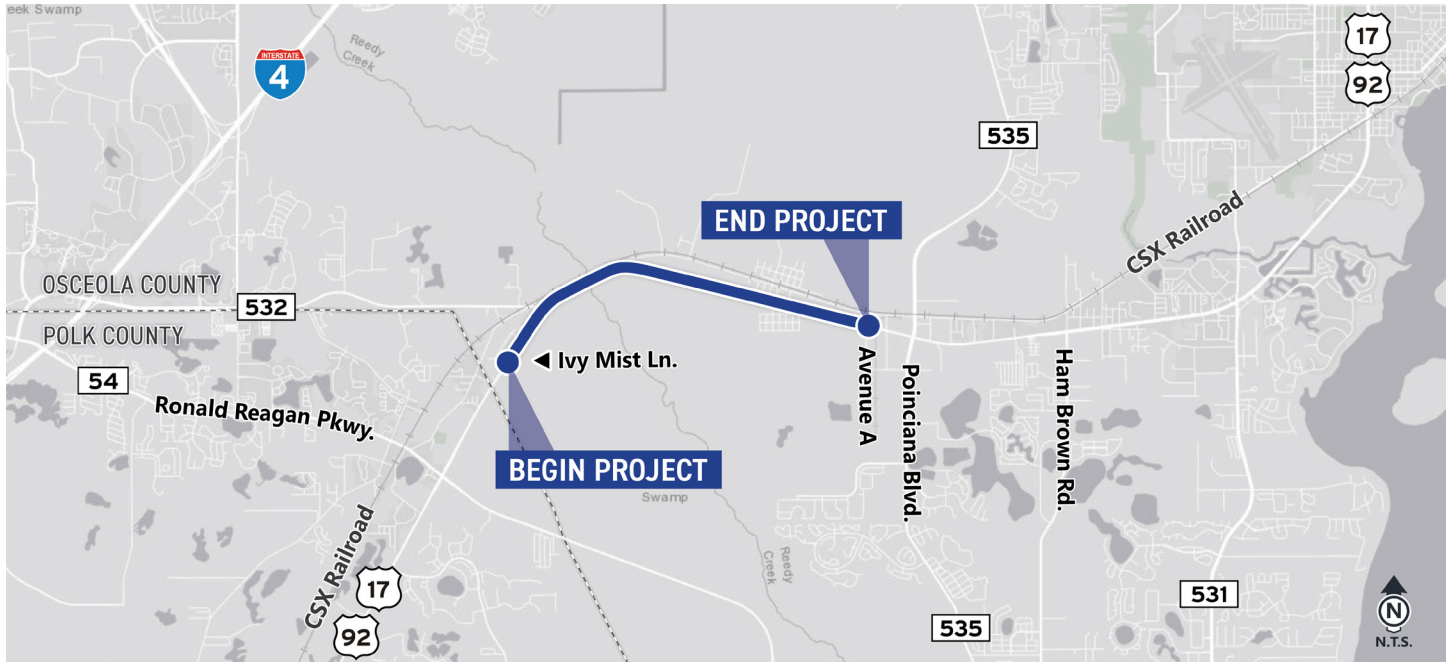 eek Swamp
INTERSTATE
4
Reedy
Creek
17
92
535
END PROJECT
CSX Railroad
OSCEOLA COUNTY
532
POLK COUNTY
Ivy Mist Ln.
54
Ronald Reagan Pkwy.
Avenue A
Poinciana Blvd.
Ham Brown Rd.
BEGIN PROJECT
Swamp
CSX Railroad
Reedy
Creek
17
92
535
531
N
N.T.S.